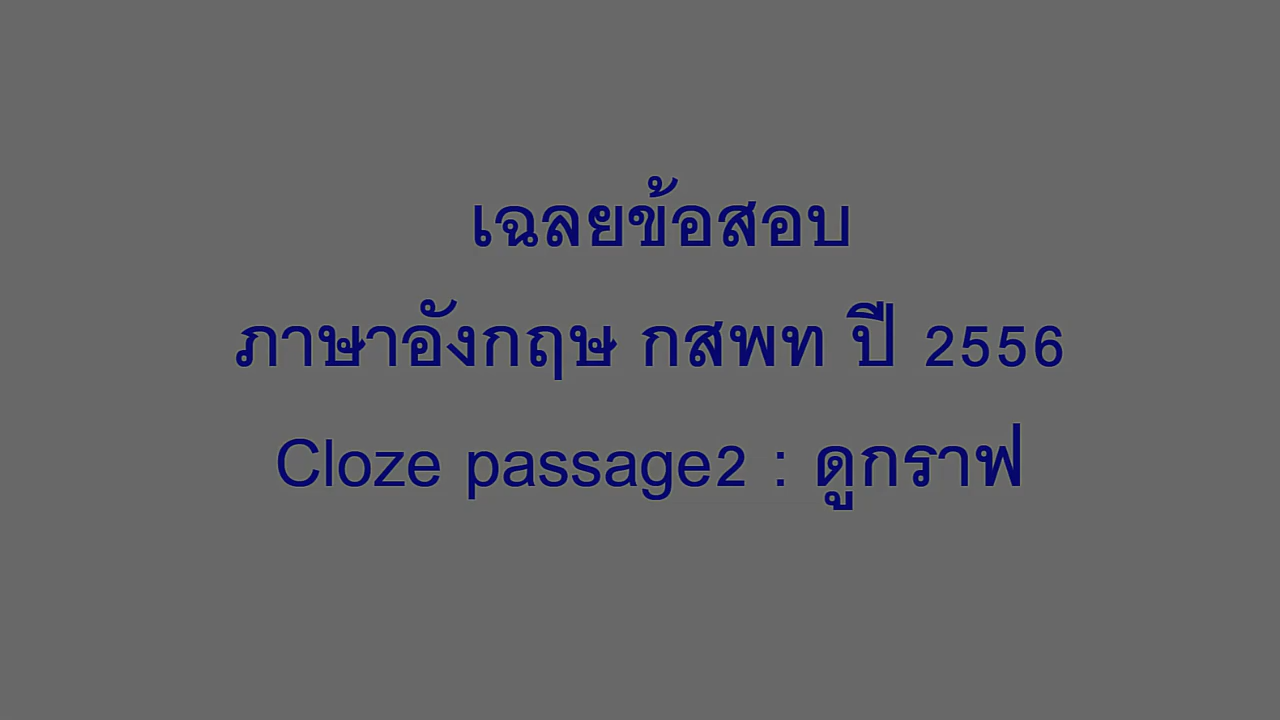 เฉลยข้อสอบ
ภาษาอังกฤษ กสพท ปี 2556
Cloze passage2 : ดูกราฟ